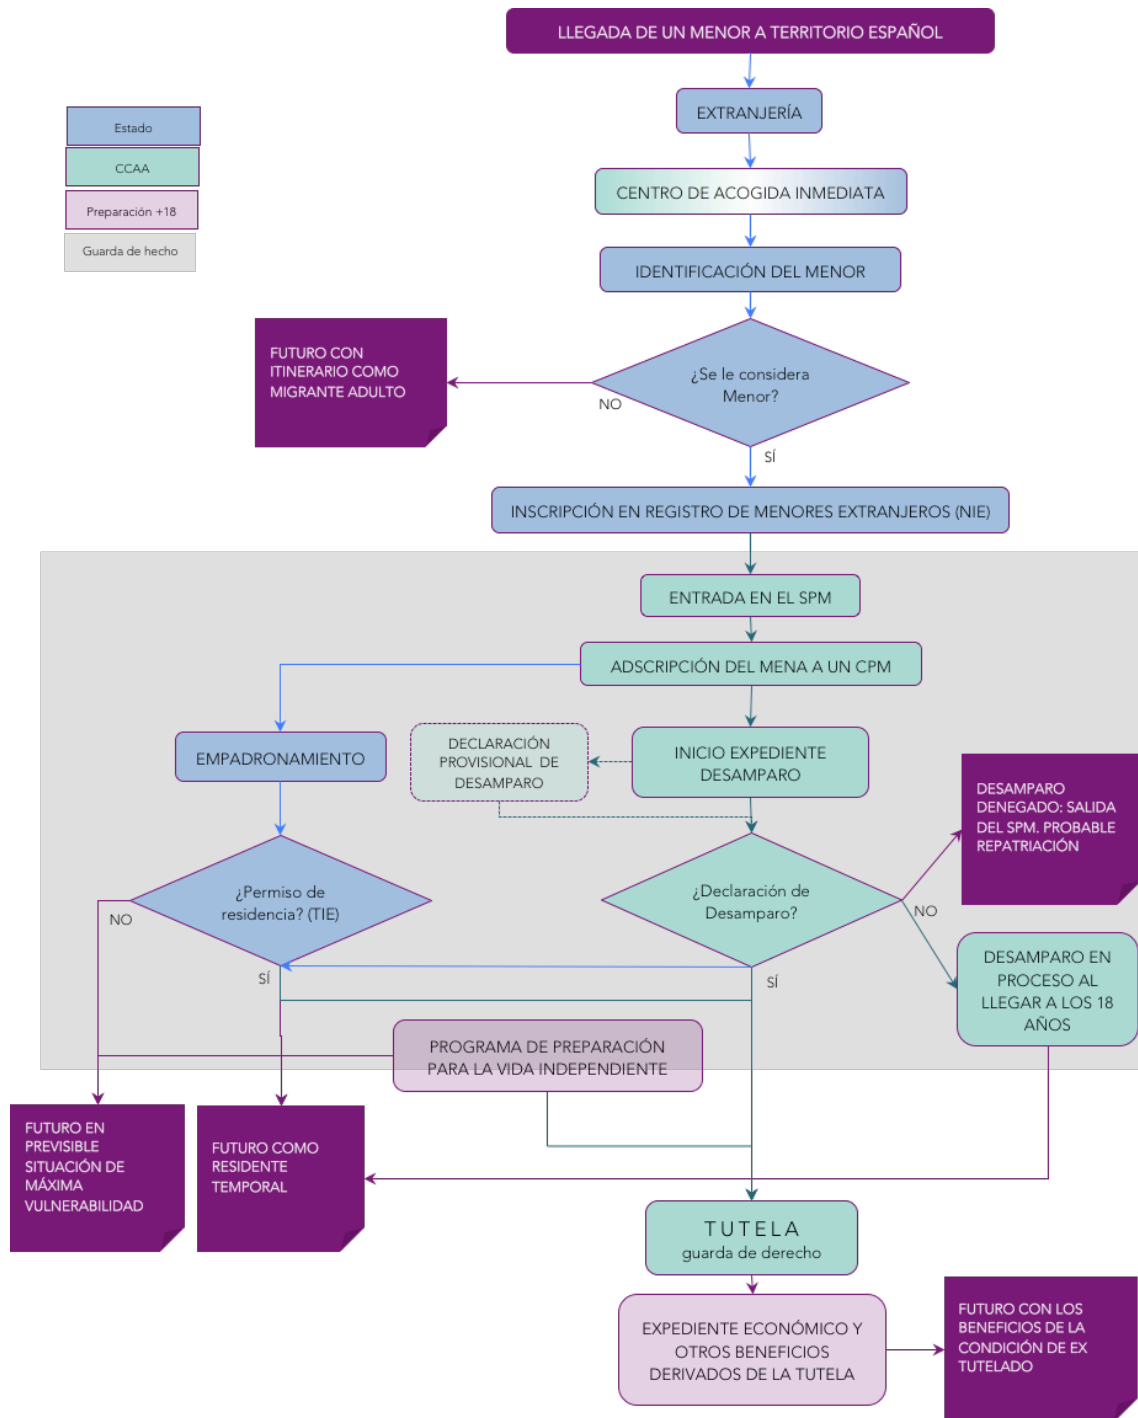 LLEGADA DE UN MENOR A TERRITORIO ESPAÑOL
EXTRANJERÍA
Estado
CCAA
Preparación +18
Guarda de hecho
CENTRO DE ACOGIDA INMEDIATA
IDENTIFICACIÓN DEL MENOR
FUTURO CON
ITINERARIO COMO
MIGRANTE ADULTO
¿Se le considera
Menor?
NO
SÍ
INSCRIPCIÓN EN REGISTRO DE MENORES EXTRANJEROS (NIE)
ENTRADA EN EL SPM
ADSCRIPCIÓN DEL MENA A UN CPM
EMPADRONAMIENTO
DECLARACIÓN
PROVISIONAL DE
DESAMPARO
INICIO EXPEDIENTE
DESAMPARO
DESAMPARO
DENEGADO: SALIDA
DEL SPM. PROBABLE
REPATRIACIÓN
¿Permiso de
residencia? (TIE)
NO
SÍ
¿Declaración de
Desamparo?
NO
SÍ
DESAMPARO EN
PROCESO AL
LLEGAR A LOS 18
AÑOS
PROGRAMA DE PREPARACIÓN
PARA LA VIDA INDEPENDIENTE
FUTURO EN
PREVISIBLE
SITUACIÓN DE
MÁXIMA
VULNERABILIDAD
FUTURO COMO
RESIDENTE
TEMPORAL
TUTELA
guarda de derecho
EXPEDIENTE ECONÓMICO Y
OTROS BENEFICIOS
DERIVADOS DE LA TUTELA
FUTURO CON LOS
BENEFICIOS DE LA
CONDICIÓN DE EX
TUTELADO